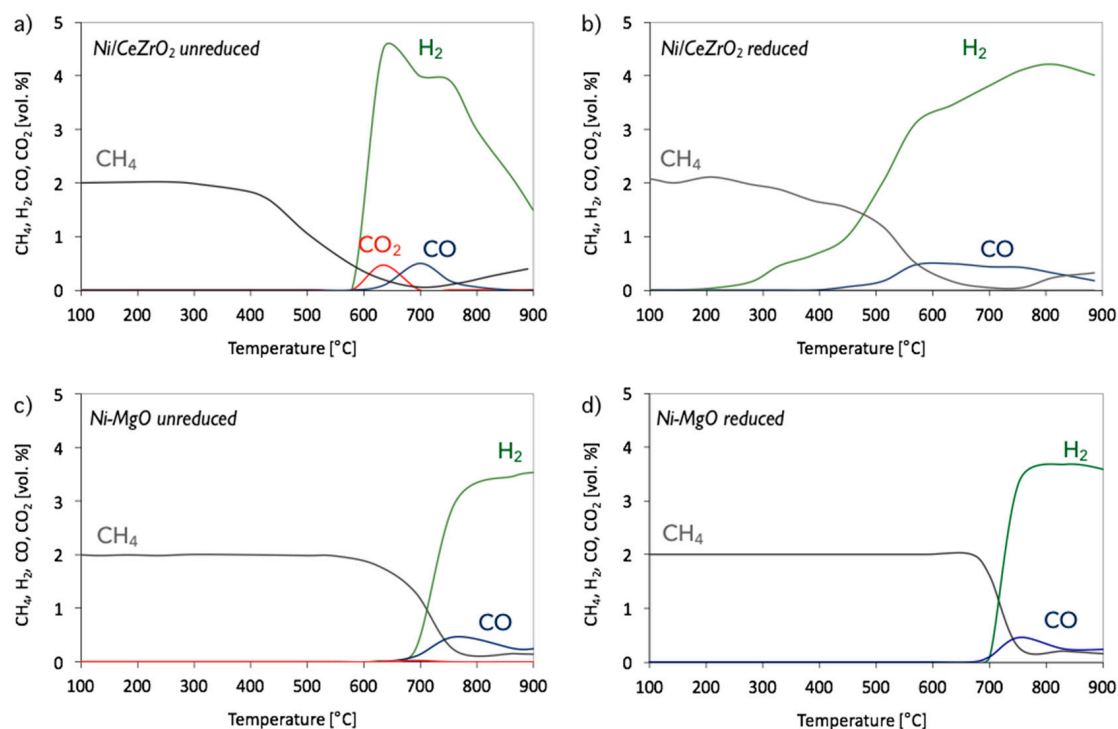 a)
Ni/CeZrO₂ unreduced
H₂
CH₄
CO₂
CO
CH₄, H₂, CO, CO₂ [vol. %]
5
4
3
2
1
0
100 200 300 400 500 600 700 800 900
Temperature [°C]
b)
Ni/CeZrO₂ reduced
H₂
CH₄
CO
CH₄, H₂, CO, CO₂ [vol. %]
5
4
3
2
1
0
100 200 300 400 500 600 700 800 900
Temperature [°C]
c)
Ni-MgO unreduced
H₂
CH₄
CO
CH₄, H₂, CO, CO₂ [vol. %]
5
4
3
2
1
0
100 200 300 400 500 600 700 800 900
Temperature [°C]
d)
Ni-MgO reduced
H₂
CH₄
CO
CH₄, H₂, CO, CO₂ [vol. %]
5
4
3
2
1
0
100 200 300 400 500 600 700 800 900
Temperature [°C]